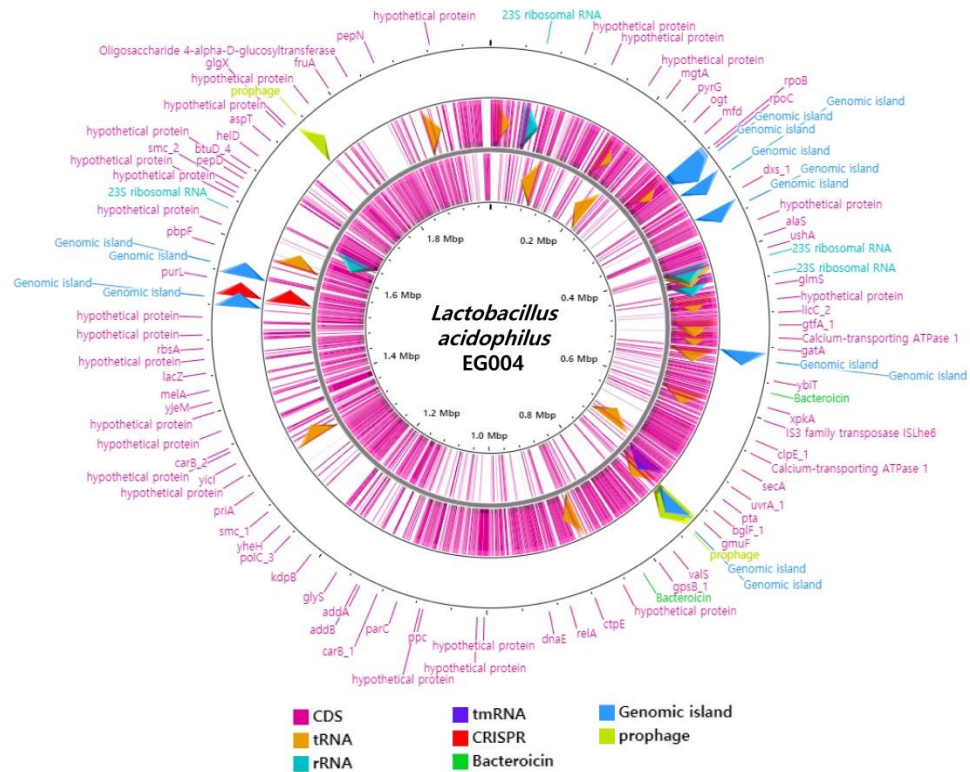 hypothetical protein
23S ribosomal RNA
hypothetical protein
hypothetical protein
hypothetical protein
mgtA
pyrG
ogt
mfd
rpoB
rpoC
Genomic island
Genomic island
Genomic island
Genomic island
dxs_1
Genomic island
hypothetical protein
alaS
ushA
23S ribosomal RNA
23S ribosomal RNA
glmS
hypothetical protein
licC_2
gtfA_1
Calcium-transporting ATPase 1
gatA
Genomic island
Genomic island
ybiT
Bacteroicin
xpkA
IS3 family transposase ISLhe6
clpE_1
Calcium-transporting ATPase 1
secA
uvrA_1
pta
bglF_1
gmuF
prophage
Genomic island
Genomic island
valS
gpsB_1
Bacteroicin
hypothetical protein
ctpE
relA
dnaE
hypothetical protein
hypothetical protein
hypothetical protein
ppc
parC
carB_1
addB
addA
glyS
kdpB
polC_3
yheH
smc_1
priA
hypothetical protein
yicI
hypothetical protein
carB_2
hypothetical protein
hypothetical protein
yjeM
melA
lacZ
hypothetical protein
rbsA
hypothetical protein
hypothetical protein
Genomic island
Genomic island
purL
Genomic island
Genomic island
pbpF
hypothetical protein
23S ribosomal RNA
hypothetical protein
hypothetical protein
pepD
smc_2
btuD_4
hypothetical protein
helD
aspT
hypothetical protein
prophage
hypothetical protein
glgX
fruA
Oligosaccharide 4-alpha-D-glucosyltransferase
pepN
0.2 Mbp
0.4 Mbp
0.6 Mbp
0.8 Mbp
1.0 Mbp
1.2 Mbp
1.4 Mbp
1.6 Mbp
1.8 Mbp
Lactobacillus
acidophilus
EG004
CDS
tRNA
rRNA
tmRNA
CRISPR
Bacteroicin
Genomic island
prophage